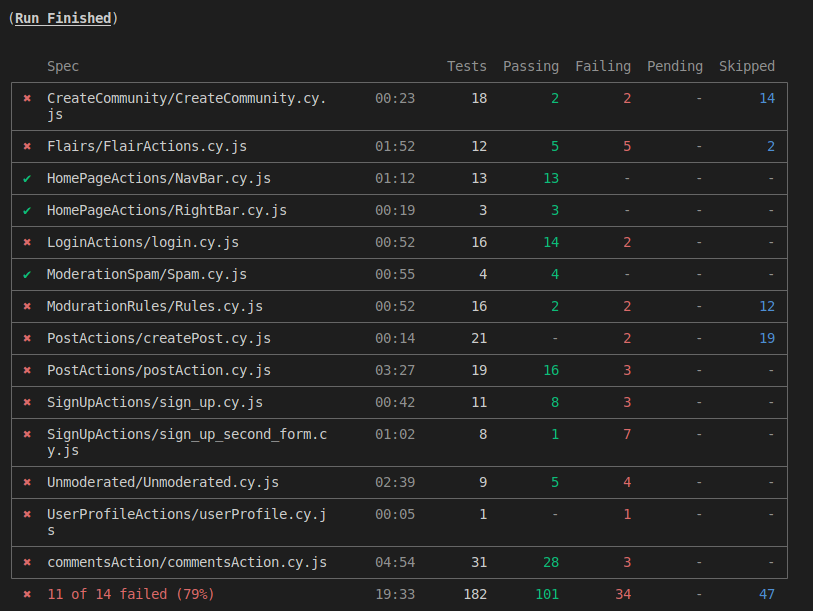 (Run Finished)
Spec Tests Passing Failing Pending Skipped
✖ CreateCommunity/CreateCommunity.cy. 00:23 18 2 2 - 14
js
✖ Flairs/FlairActions.cy.js 01:52 12 5 5 - 2
✔ HomePageActions/NavBar.cy.js 01:12 13 13 - - -
✔ HomePageActions/RightBar.cy.js 00:19 3 3 - - -
✖ LoginActions/login.cy.js 00:52 16 14 2 - -
✔ ModerationSpam/Spam.cy.js 00:55 4 4 - - -
✖ ModurationRules/Rules.cy.js 00:52 16 2 2 - 12
✖ PostActions/createPost.cy.js 00:14 21 - 2 - 19
✖ PostActions/postAction.cy.js 03:27 19 16 3 - -
✖ SignUpActions/sign_up.cy.js 00:42 11 8 3 - -
✖ SignUpActions/sign_up_second_form.c 01:02 8 1 7 - -
y.js
✖ Unmoderated/Unmoderated.cy.js 02:39 9 5 4 - -
✖ UserProfileActions/userProfile.cy.j 00:05 1 - 1 - -
s
✖ commentsAction/commentsAction.cy.js 04:54 31 28 3 - -
✖ 11 of 14 failed (79%) 19:33 182 101 34 - 47